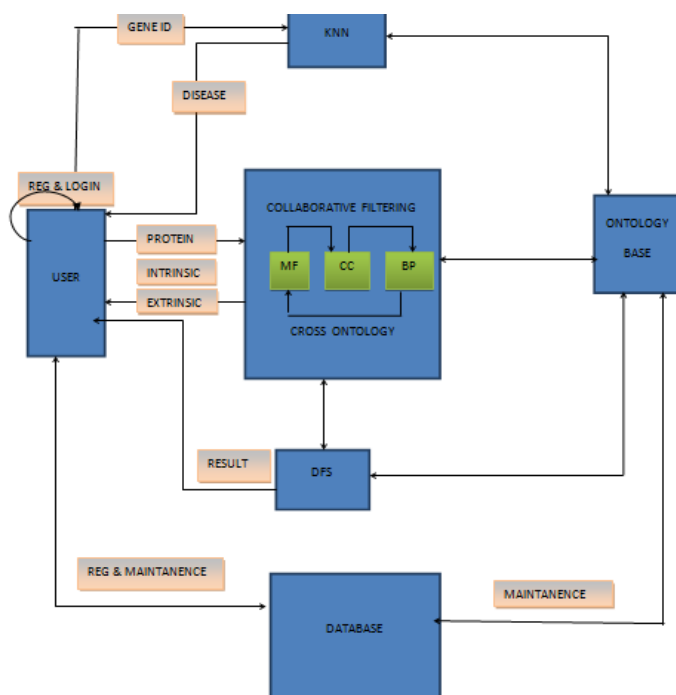 GENE ID
KNN
DISEASE
REG & LOGIN
COLLABORATIVE FILTERING
ONTOLOGY
BASE
PROTEIN
USER
INTRINSIC
MF
CC
BP
EXTRINSIC
CROSS ONTOLOGY
RESULT
DFS
REG & MAINTANENCE
MAINTANENCE
DATABASE